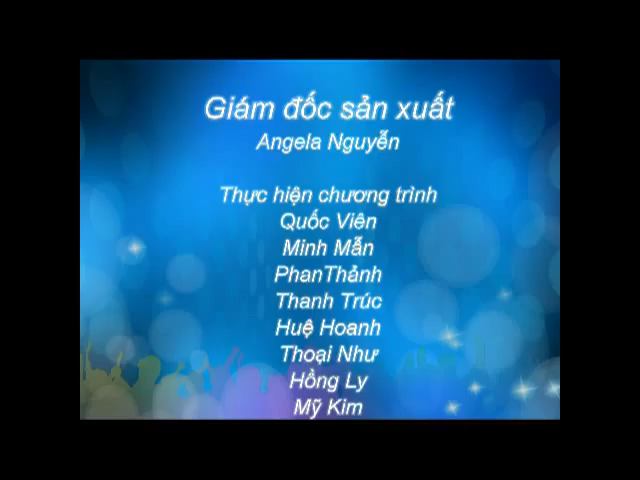 Giám đốc sản xuất
Angela Nguyễn
Thực hiện chương trình
Quốc Viên
Minh Mẫn
PhanThảnh
Thanh Trúc
Huệ Hoanh
Thoại Như
Hồng Ly
Mỹ Kim